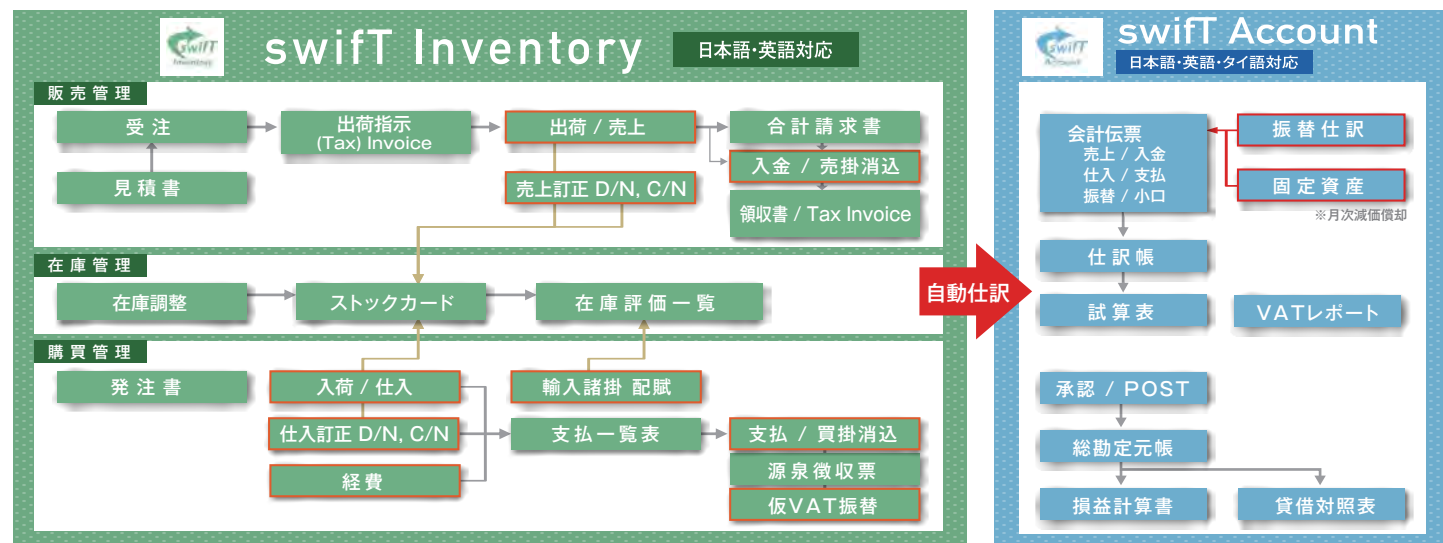 swifT
Inventory
swifT Inventory
日本語・英語対応
販売管理
受注
出荷指示
(Tax) Invoice
出荷 / 売上
合計請求書
入金 / 売掛消込
見積書
売上訂正 D/N, C/N
領収書 / Tax Invoice
在庫管理
在庫調整
ストックカード
在庫評価一覧
購買管理
発注書
入荷 / 仕入
輸入諸掛 配賦
仕入訂正 D/N, C/N
支払一覧表
支払 / 買掛消込
源泉徴収票
経費
仮VAT振替
自動仕訳
swifT
Account
swifT Account
日本語・英語・タイ語対応
会計伝票
売上 / 入金
仕入 / 支払
振替 / 小口
振替仕訳
固定資産
※月次減価償却
仕訳帳
試算表
VATレポート
承認 / POST
総勘定元帳
損益計算書
貸借対照表